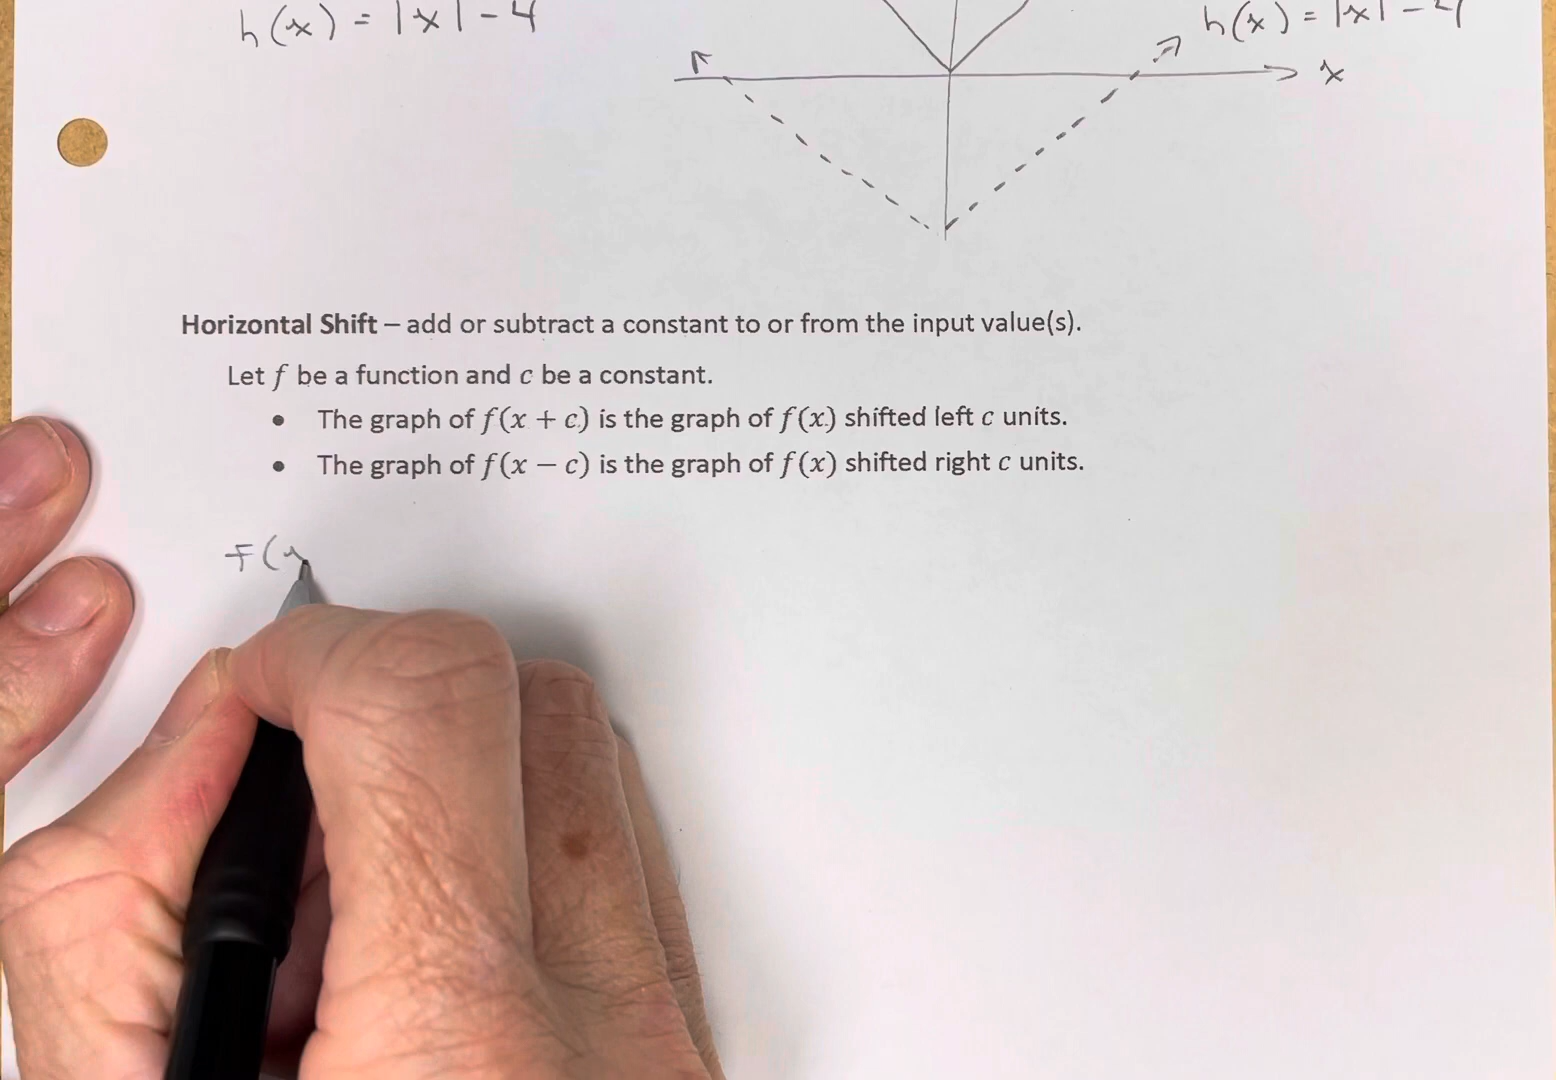 h(x) = |x| - 4
h(x) = |x| - 4
x
Horizontal Shift – add or subtract a constant to or from the input value(s).
Let f be a function and c be a constant.
• The graph of f(x + c) is the graph of f(x) shifted left c units.
• The graph of f(x − c) is the graph of f(x) shifted right c units.
f(x